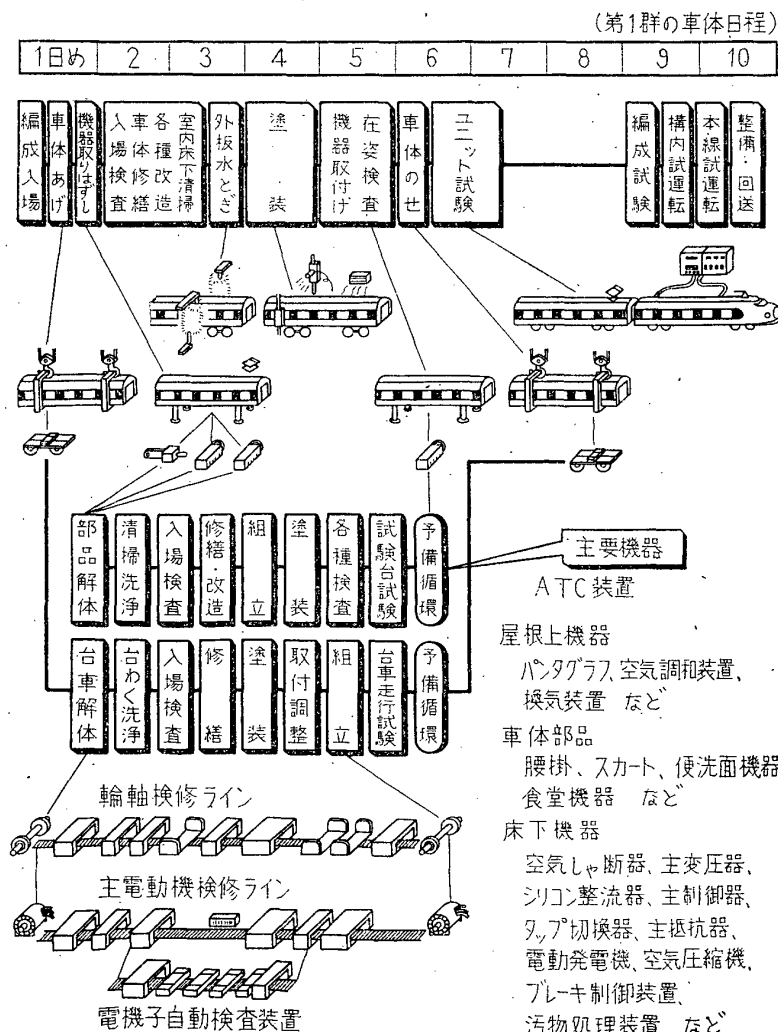 (第1群の車体日程)
1日め 2 3 4 5 6 7 8 9 10
編成入場
車体あげ
機器取りはずし
入場検査
車体修繕
各種改造
室内床下清掃
外板水とぎ
塗装
機器取付け
在姿検査
車体のせ
ユニット試験
編成試験
構内試運転
本線試運転
整備・回送
部品解体
清掃洗浄
入場検査
修繕・改造
組立
塗装
各種検査
試験台試験
予備循環
主要機器
ATC装置
台車解体
台わく洗浄
入場検査
修繕
塗装
取付調整
組立
台車走行試験
予備循環
屋根上機器
パンタグラフ、空気調和装置、
換気装置 など
車体部品
腰掛、スカート、便洗面機器
食堂機器 など
床下機器
空気しゃ断器、主変圧器、
シリコン整流器、主制御器、
タップ切換器、主抵抗器、
電動発電機、空気圧縮機、
ブレーキ制御装置、
汚物処理装置 など
輪軸検修ライン
主電動機検修ライン
電機子自動検査装置